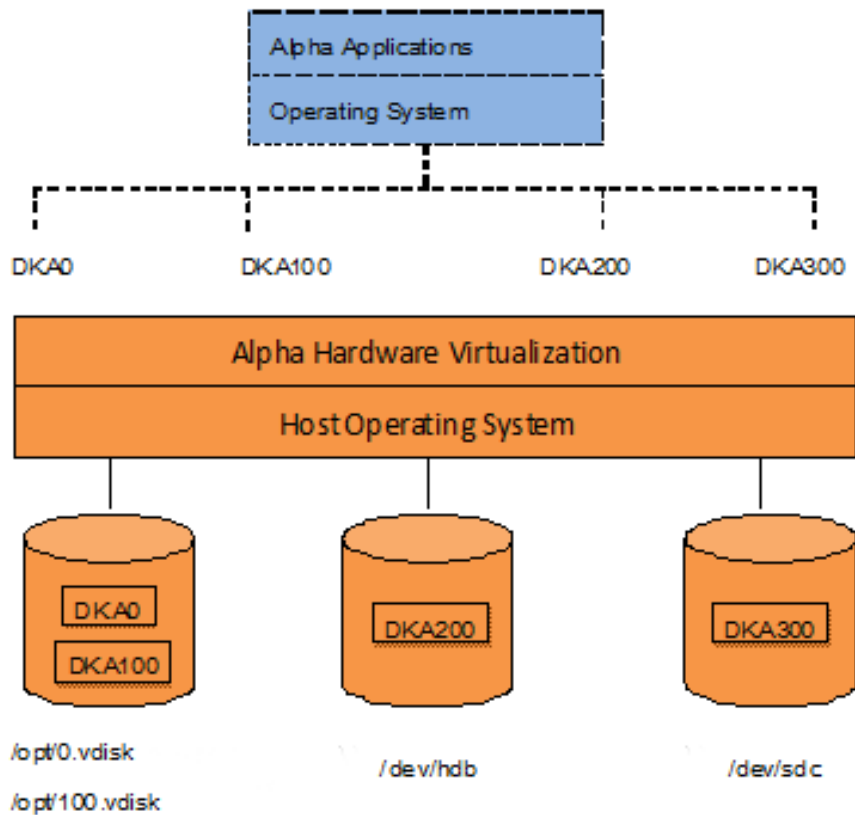 Alpha Applications
Operating System
DKA0 DKA100 DKA200 DKA300
Alpha Hardware Virtualization
Host Operating System
DKA0
DKA100
DKA200
DKA300
/opt/0.vdisk
/opt/100.vdisk
/dev/hdb
/dev/sdc